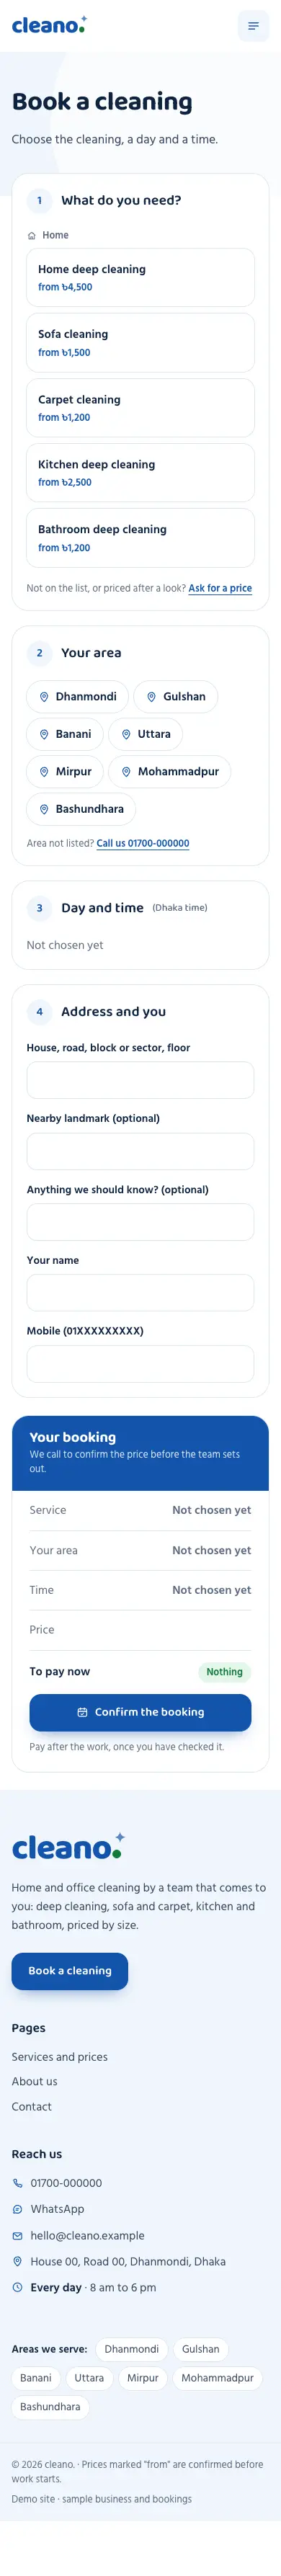 cleano.
Book a cleaning
Choose the cleaning, a day and a time.
1 What do you need?
Home
Home deep cleaning
from ৳4,500
Sofa cleaning
from ৳1,500
Carpet cleaning
from ৳1,200
Kitchen deep cleaning
from ৳2,500
Bathroom deep cleaning
from ৳1,200
Not on the list, or priced after a look? Ask for a price
2 Your area
Dhanmondi Gulshan
Banani Uttara
Mirpur Mohammadpur
Bashundhara
Area not listed? Call us 01700-000000
3 Day and time (Dhaka time)
Not chosen yet
4 Address and you
House, road, block or sector, floor
Nearby landmark (optional)
Anything we should know? (optional)
Your name
Mobile (01XXXXXXXXX)
Your booking
We call to confirm the price before the team sets
out.
Service Not chosen yet
Your area Not chosen yet
Time Not chosen yet
Price
To pay now Nothing
Confirm the booking
Pay after the work, once you have checked it.
cleano.
Home and office cleaning by a team that comes to
you: deep cleaning, sofa and carpet, kitchen and
bathroom, priced by size.
Book a cleaning
Pages
Services and prices
About us
Contact
Reach us
01700-000000
WhatsApp
hello@cleano.example
House 00, Road 00, Dhanmondi, Dhaka
Every day · 8 am to 6 pm
Areas we serve: Dhanmondi Gulshan
Banani Uttara Mirpur Mohammadpur
Bashundhara
© 2026 cleano. · Prices marked "from" are confirmed before
work starts.
Demo site · sample business and bookings